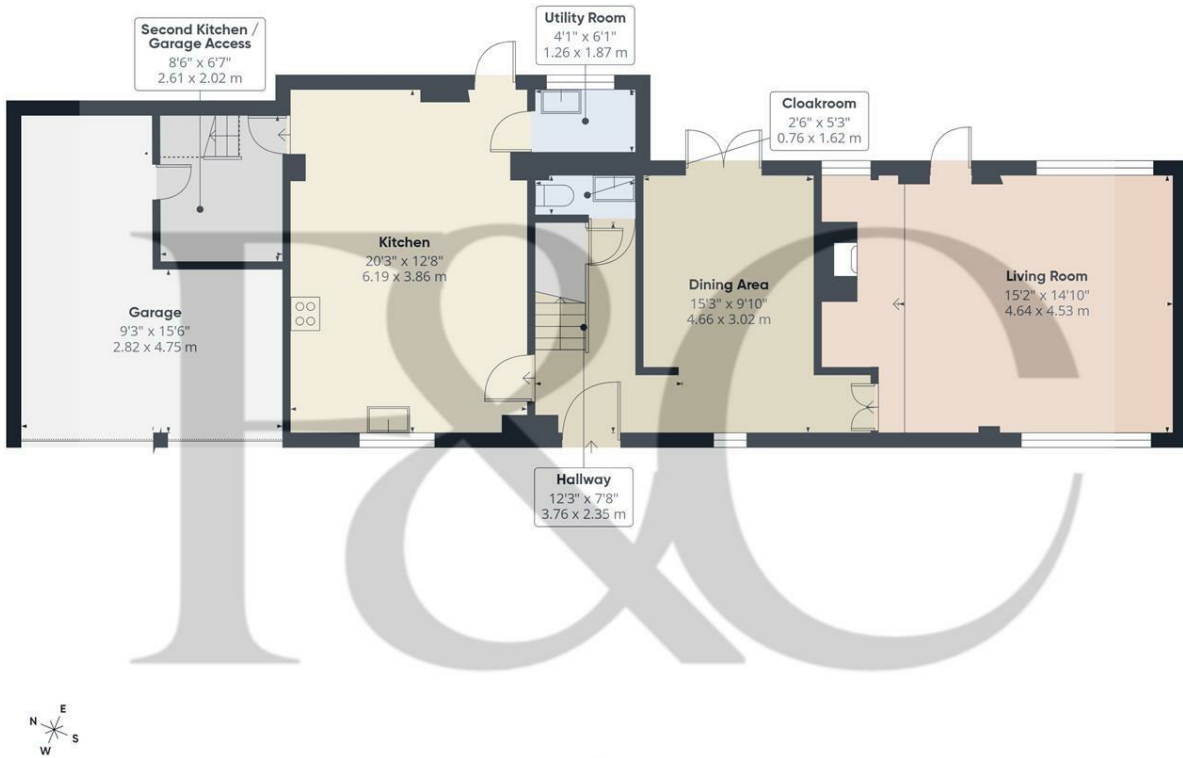 Second Kitchen /
Garage Access
8'6" x 6'7"
2.61 x 2.02 m
Utility Room
4'1" x 6'1"
1.26 x 1.87 m
Cloakroom
2'6" x 5'3"
0.76 x 1.62 m
Kitchen
20'3" x 12'8"
6.19 x 3.86 m
Dining Area
15'3" x 9'10"
4.66 x 3.02 m
Living Room
15'2" x 14'10"
4.64 x 4.53 m
Garage
9'3" x 15'6"
2.82 x 4.75 m
Hallway
12'3" x 7'8"
3.76 x 2.35 m
F&C
N E
W S